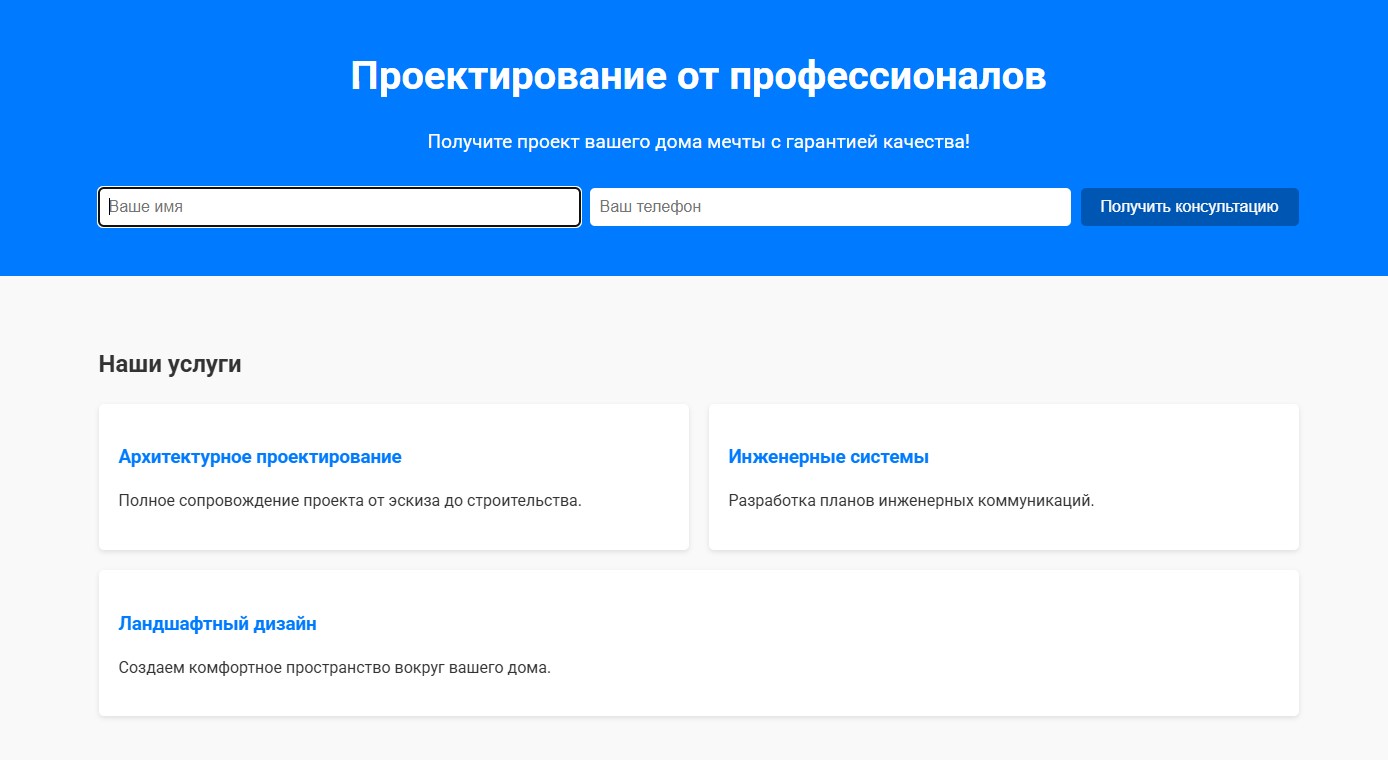 Проектирование от профессионалов
Получите проект вашего дома мечты с гарантией качества!
Ваше имя
Ваш телефон
Получить консультацию
Наши услуги
Архитектурное проектирование
Полное сопровождение проекта от эскиза до строительства.
Инженерные системы
Разработка планов инженерных коммуникаций.
Ландшафтный дизайн
Создаем комфортное пространство вокруг вашего дома.